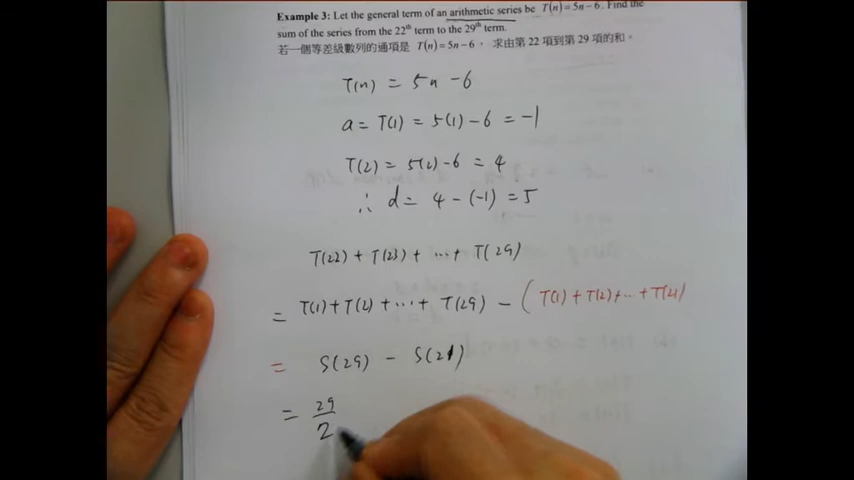 Example 3: Let the general term of an arithmetic series be T(n)=5n−6. Find the
sum of the series from the 22th term to the 29th term.
若一個等差級數列的通項是 T(n)=5n−6， 求由第 22 項到第 29 項的和。
T(n) = 5n −6
a = T(1) = 5(1) −6 = −1
T(2) = 5(2) −6 = 4
∴ d = 4 − (−1) = 5
T(22) + T(23) + ... + T(29)
= T(1) + T(2) + ... + T(29) − ( T(1) + T(2) + ... + T(21)
= S(29) − S(21)
= 29/2